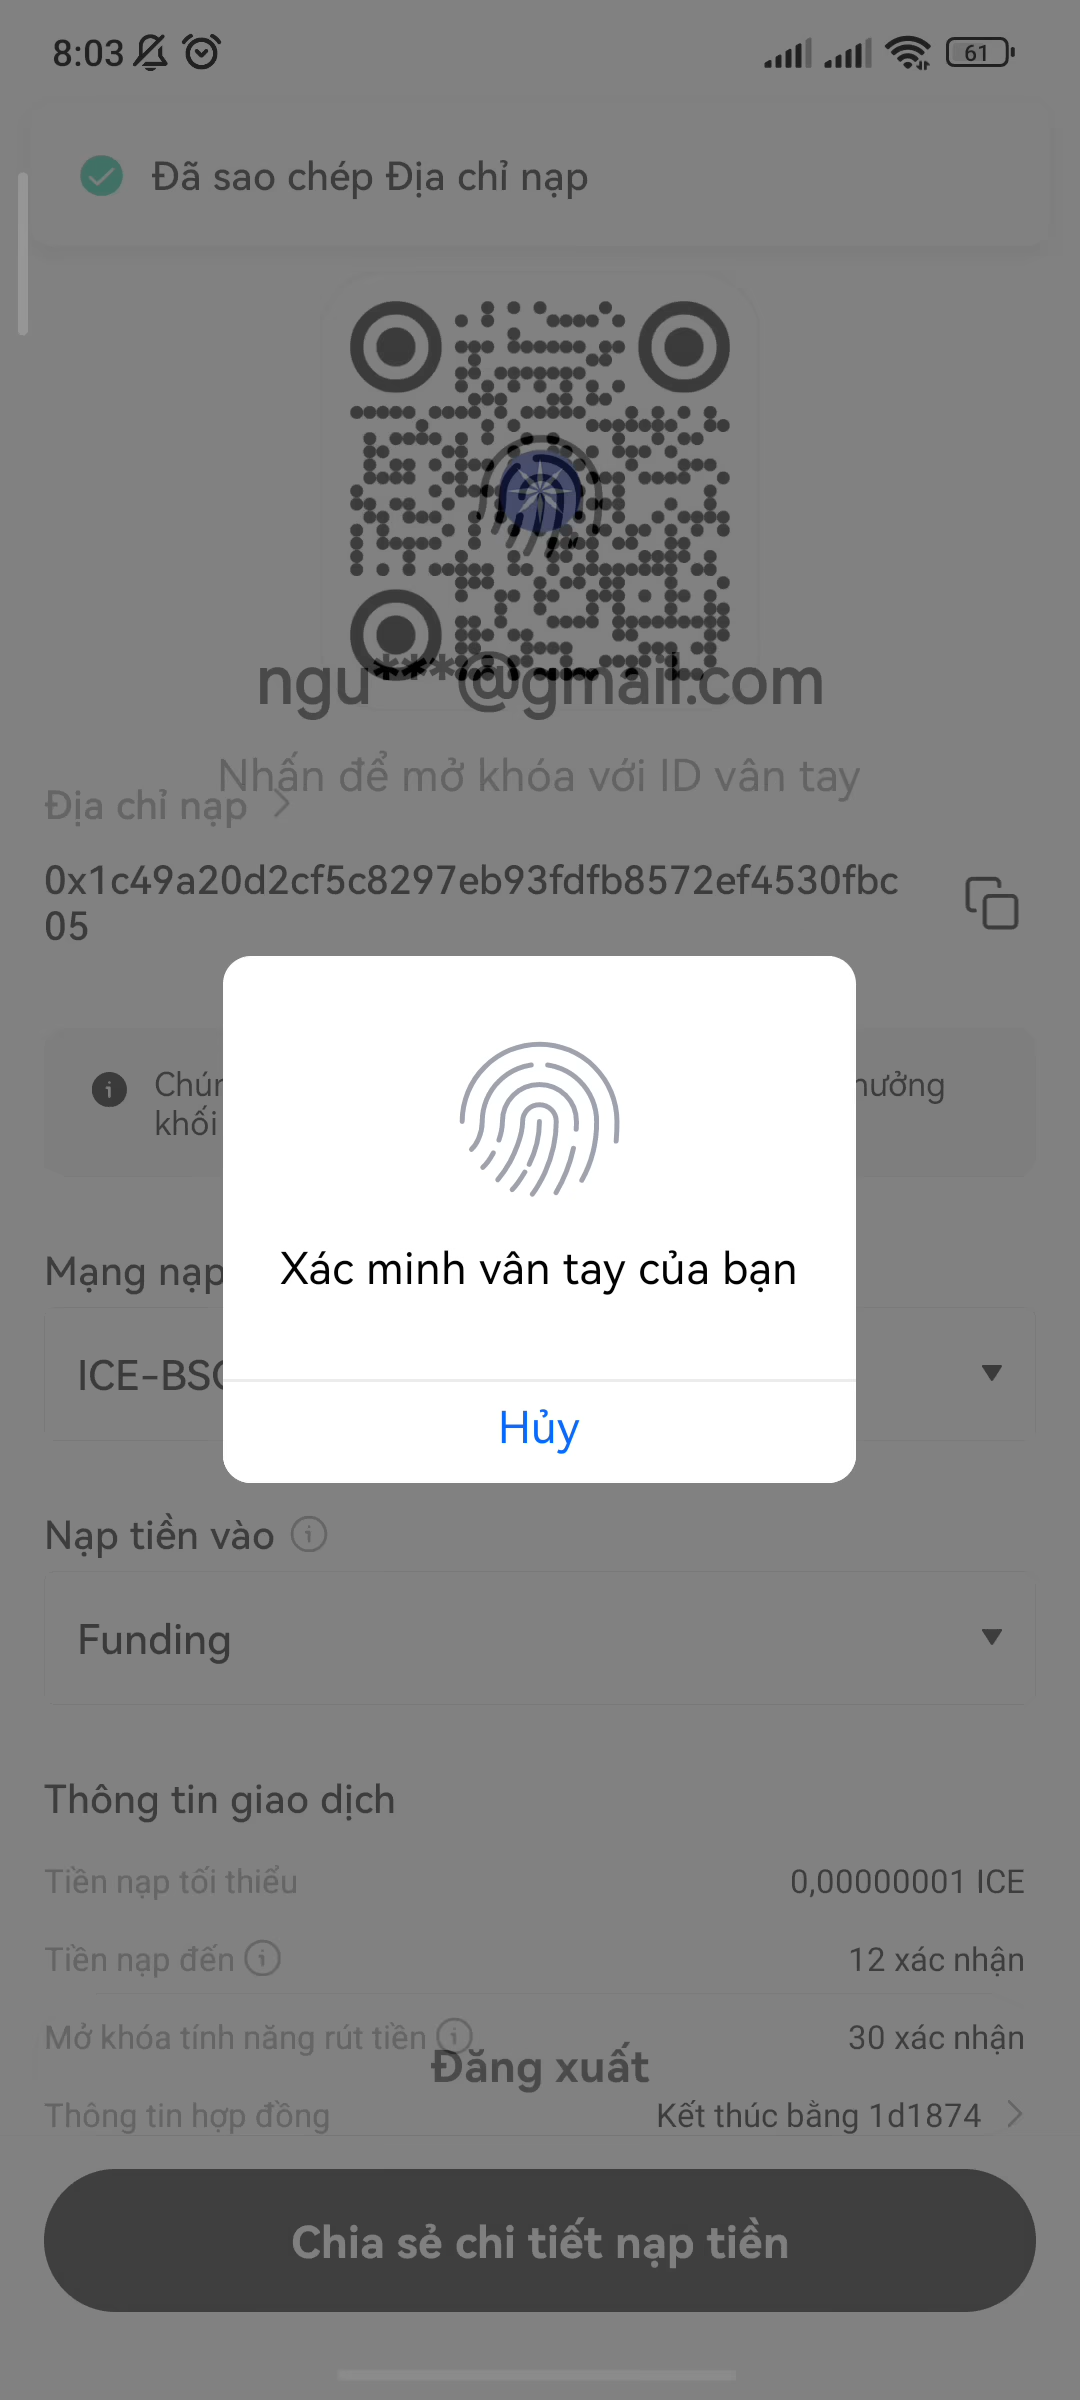 8:03
61
Đã sao chép Địa chỉ nạp
ngu***@gmail.com
Nhấn để mở khóa với ID vân tay
Địa chỉ nạp
0x1c49a20d2cf5c8297eb93fdfb8572ef4530fbc
05
khối
Xác minh vân tay của bạn
Hủy
Mạng nạp
Nạp tiền vào
Funding
Thông tin giao dịch
Tiền nạp tối thiểu 0,00000001 ICE
Tiền nạp đến 12 xác nhận
Mở khóa tính năng rút tiền 30 xác nhận
Đăng xuất
Thông tin hợp đồng Kết thúc bằng 1d1874
Chia sẻ chi tiết nạp tiền